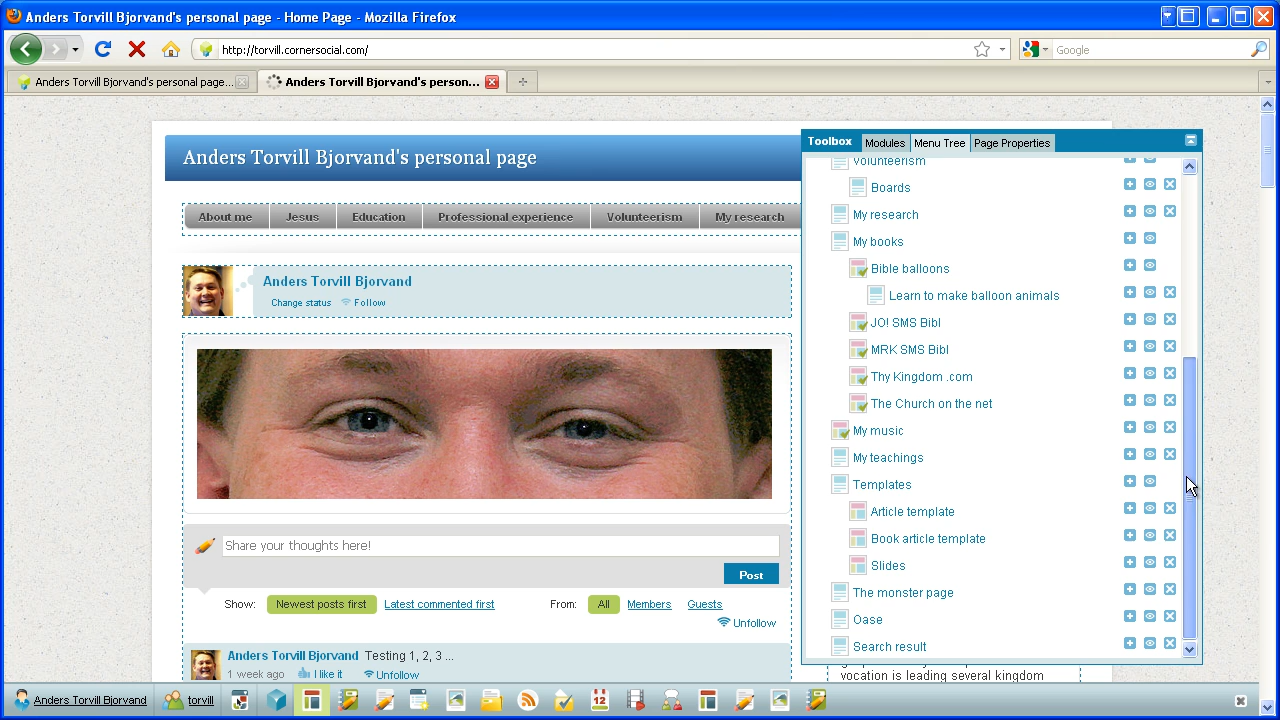 Anders Torvill Bjorvand's personal page - Home Page - Mozilla Firefox
http://torvill.cornersocial.com/
Google
Anders Torvill Bjorvand's personal page...
Anders Torvill Bjorvand's person...
Anders Torvill Bjorvand's personal page
About me
Jesus
Education
Professional experience
Volunteerism
My research
Anders Torvill Bjorvand
Change status
Follow
Share your thoughts here!
Post
Show:
Newest posts first
Latest commented first
From:
All
Members
Guests
Unfollow
Anders Torvill Bjorvand Testing 1, 2, 3 ...
1 week ago
I like it
Unfollow
Toolbox
Modules
Menu Tree
Page Properties
Volunteerism
Boards
My research
My books
Bible balloons
Learn to make balloon animals
JO! SMS Bibl
MRK SMS Bibl
Thy Kingdom .com
The Church on the net
My music
My teachings
Templates
Article template
Book article template
Slides
The monster page
Oase
Search result
vocation is leading several kingdom
Anders Torvill Bjorvand
torvill
12